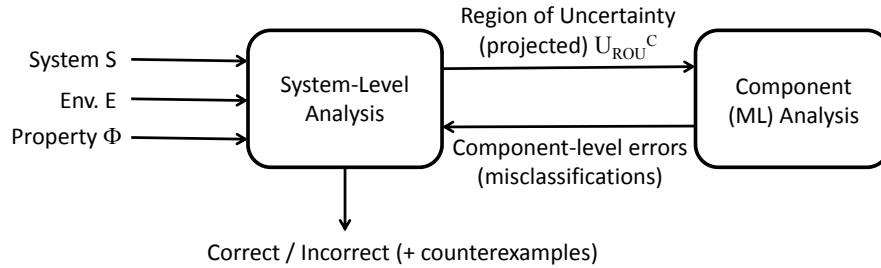 Region of Uncertainty
(projected) U_ROU^C
System S
Env. E
Property Φ
System-Level
Analysis
Component
(ML) Analysis
Component-level errors
(misclassifications)
Correct / Incorrect (+ counterexamples)